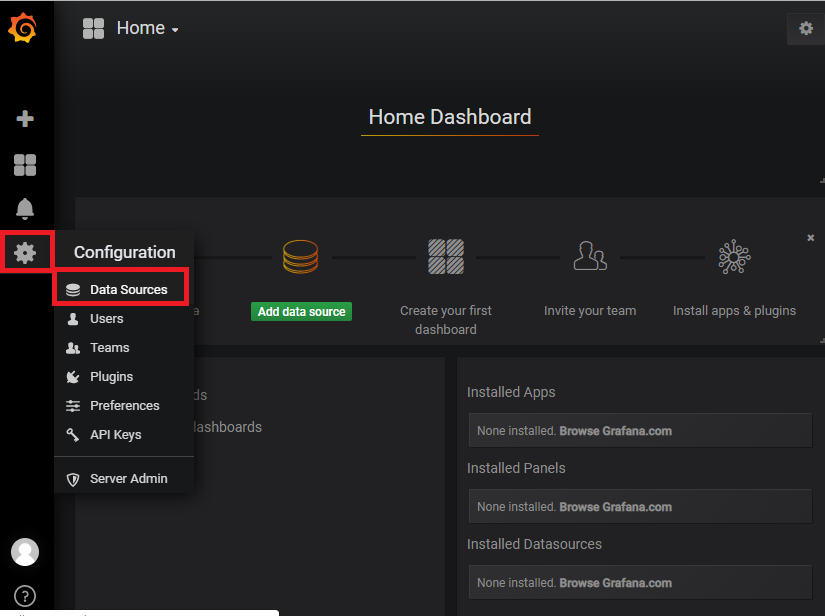 Home
Home Dashboard
Configuration
Data Sources
Users
Teams
Plugins
Preferences
API Keys
Server Admin
Add data source
Create your first
dashboard
Invite your team
Install apps & plugins
Installed Apps
None installed. Browse Grafana.com
Installed Panels
None installed. Browse Grafana.com
Installed Datasources
None installed. Browse Grafana.com